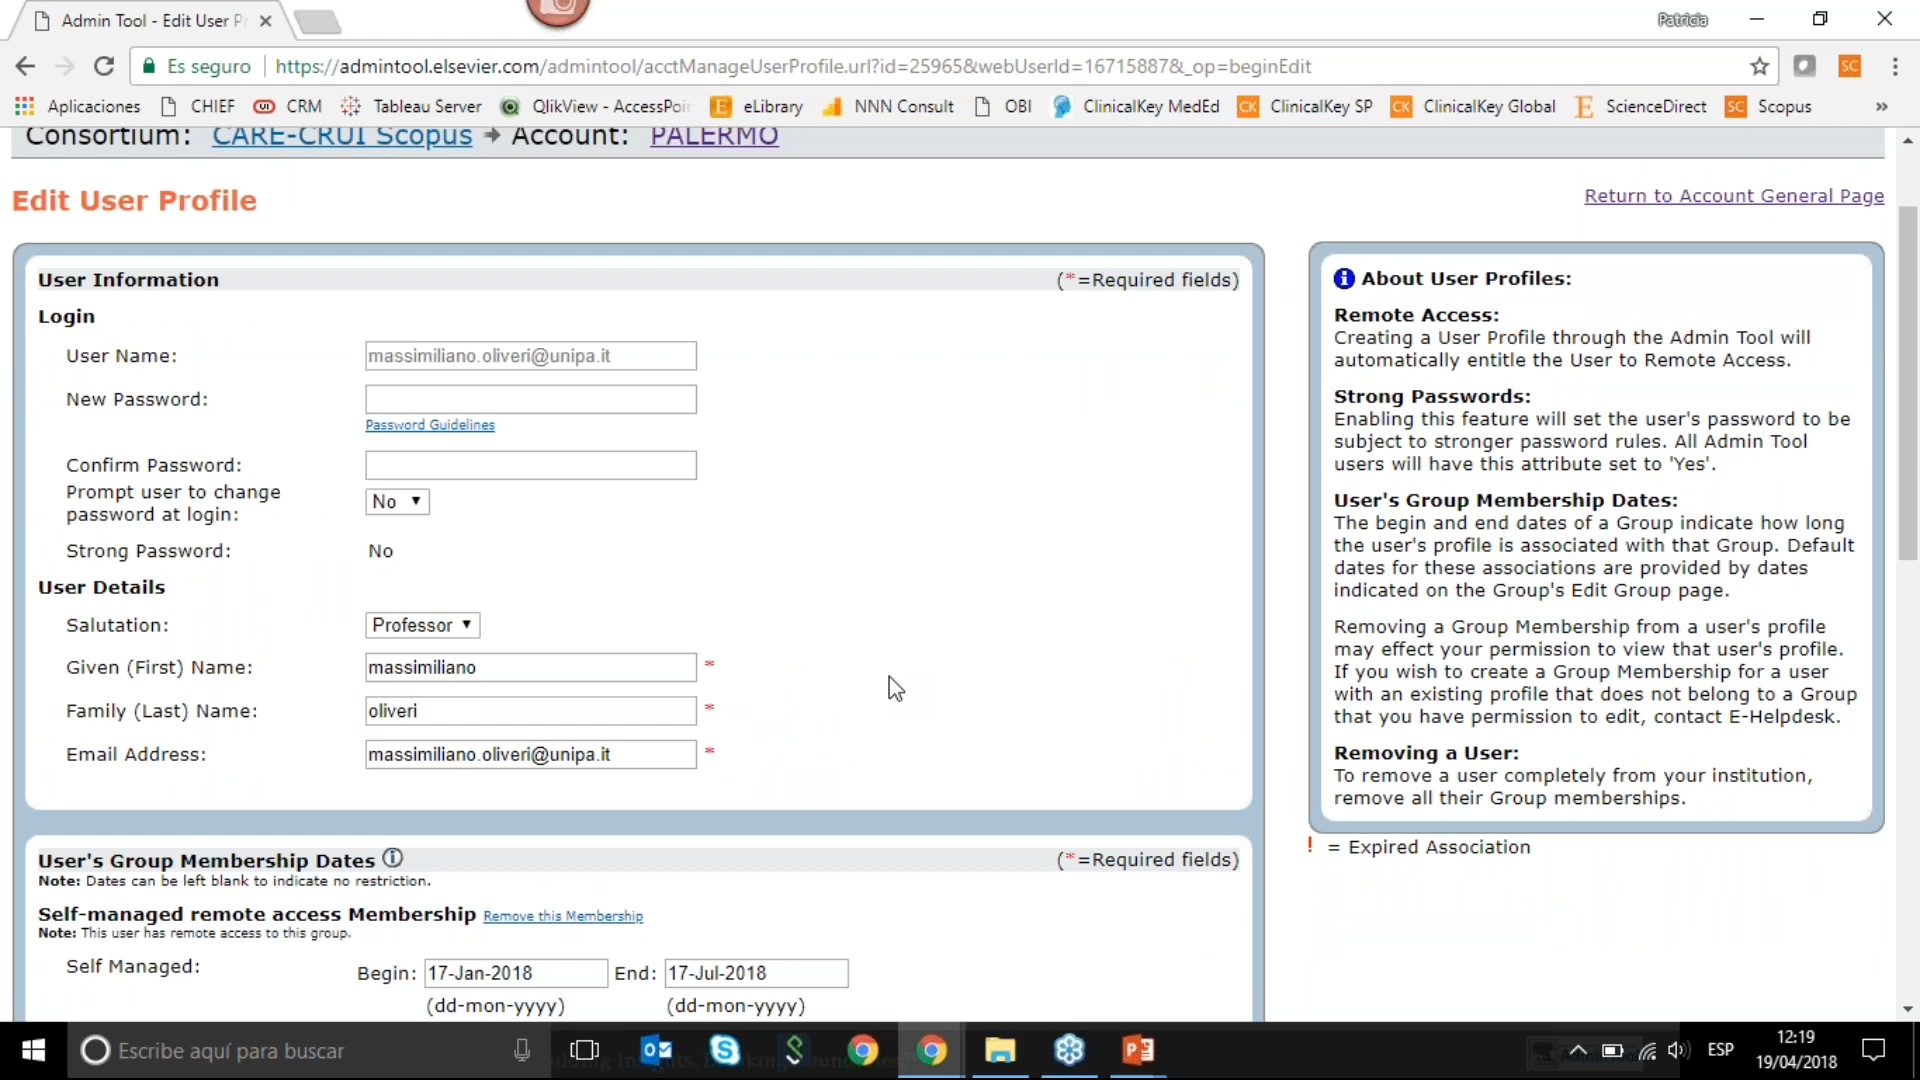 Admin Tool - Edit User P
Patricia
Es seguro
https://admintool.elsevier.com/admintool/acctManageUserProfile.url?id=25965&webUserId=16715887&_op=beginEdit
SC
Aplicaciones CHIEF CRM Tableau Server QlikView - AccessPoin eLibrary NNN Consult OBI ClinicalKey MedEd CK ClinicalKey SP CK ClinicalKey Global ScienceDirect SC Scopus »
Consortium: CARE-CRUI Scopus → Account: PALERMO
Edit User Profile
Return to Account General Page
User Information (*=Required fields)
Login
User Name: massimiliano.oliveri@unipa.it
New Password:
Password Guidelines
Confirm Password:
Prompt user to change
password at login: No
Strong Password: No
User Details
Salutation: Professor
Given (First) Name: massimiliano *
Family (Last) Name: oliveri *
Email Address: massimiliano.oliveri@unipa.it *
User's Group Membership Dates (*=Required fields)
Note: Dates can be left blank to indicate no restriction.
Self-managed remote access Membership Remove this Membership
Note: This user has remote access to this group.
Self Managed: Begin: 17-Jan-2018 End: 17-Jul-2018
(dd-mon-yyyy) (dd-mon-yyyy)
About User Profiles:
Remote Access:
Creating a User Profile through the Admin Tool will
automatically entitle the User to Remote Access.
Strong Passwords:
Enabling this feature will set the user's password to be
subject to stronger password rules. All Admin Tool
users will have this attribute set to 'Yes'.
User's Group Membership Dates:
The begin and end dates of a Group indicate how long
the user's profile is associated with that Group. Default
dates for these associations are provided by dates
indicated on the Group's Edit Group page.
Removing a Group Membership from a user's profile
may effect your permission to view that user's profile.
If you wish to create a Group Membership for a user
with an existing profile that does not belong to a Group
that you have permission to edit, contact E-Helpdesk.
Removing a User:
To remove a user completely from your institution,
remove all their Group memberships.
! = Expired Association
Escribe aquí para buscar
ESP
12:19
19/04/2018